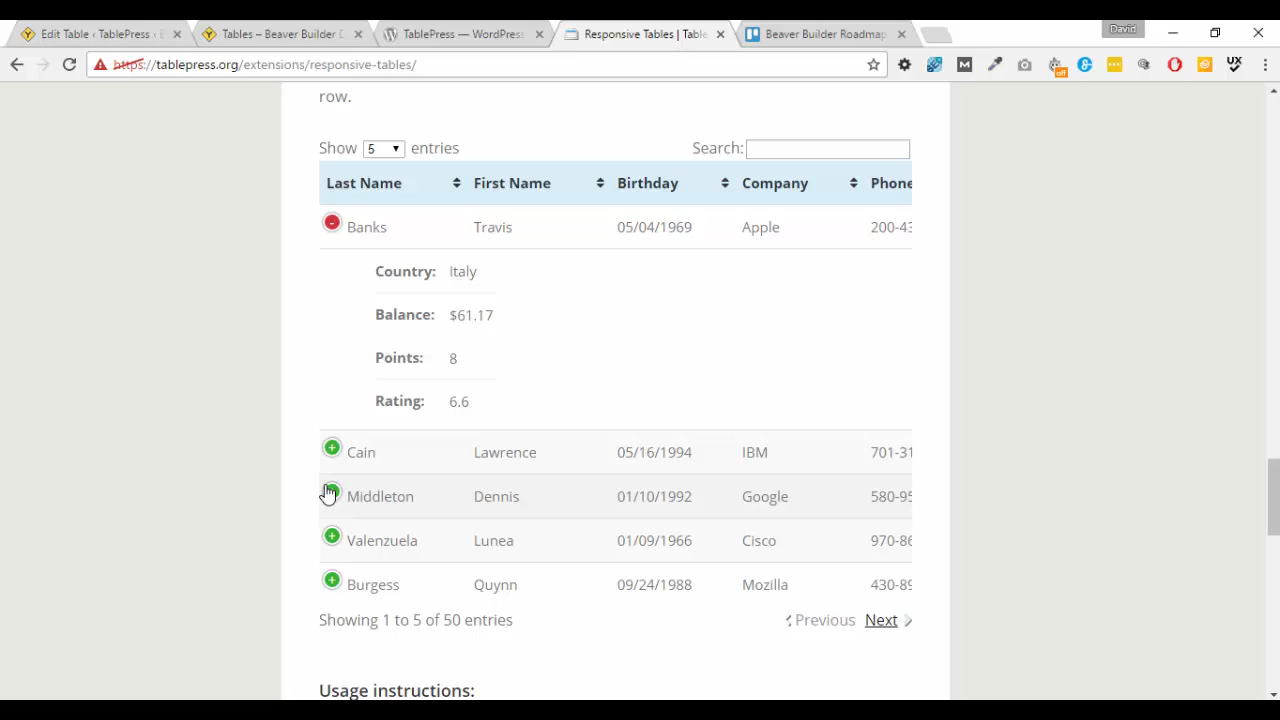 Edit Table ‹ TablePress ‹
Tables – Beaver Builder
TablePress — WordPress
Responsive Tables | Table
Beaver Builder Roadmap
David
https://tablepress.org/extensions/responsive-tables/
M
off
UX
row.
Show 5 entries Search:
Last Name First Name Birthday Company Phone
Banks Travis 05/04/1969 Apple 200-43
Country: Italy
Balance: $61.17
Points: 8
Rating: 6.6
Cain Lawrence 05/16/1994 IBM 701-31
Middleton Dennis 01/10/1992 Google 580-95
Valenzuela Lunea 01/09/1966 Cisco 970-86
Burgess Quynn 09/24/1988 Mozilla 430-89
Showing 1 to 5 of 50 entries Previous Next
Usage instructions: